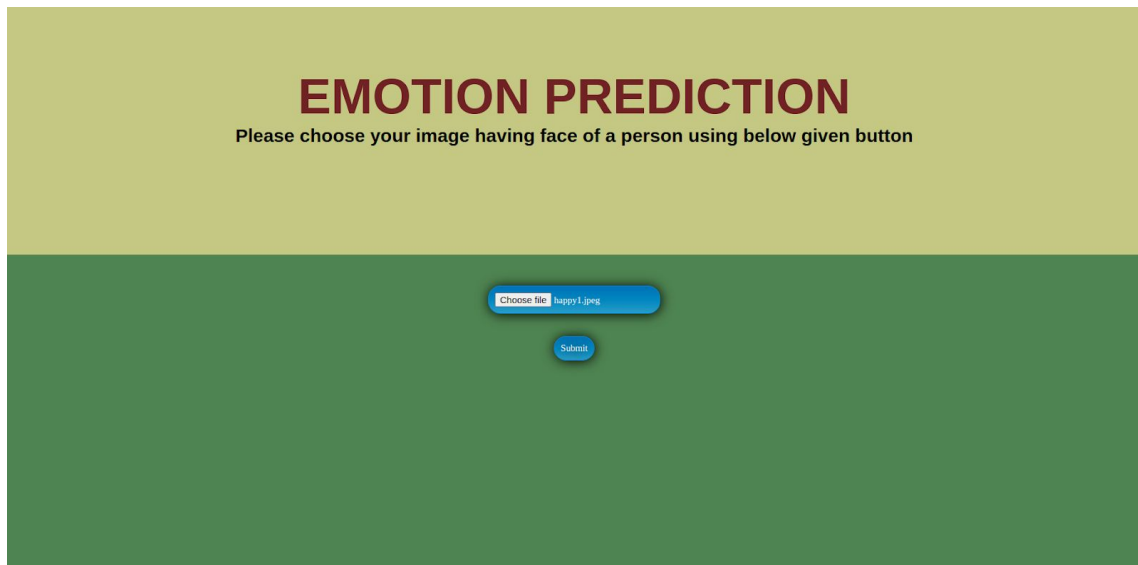 EMOTION PREDICTION
Please choose your image having face of a person using below given button
Choose file happy1.jpeg
Submit